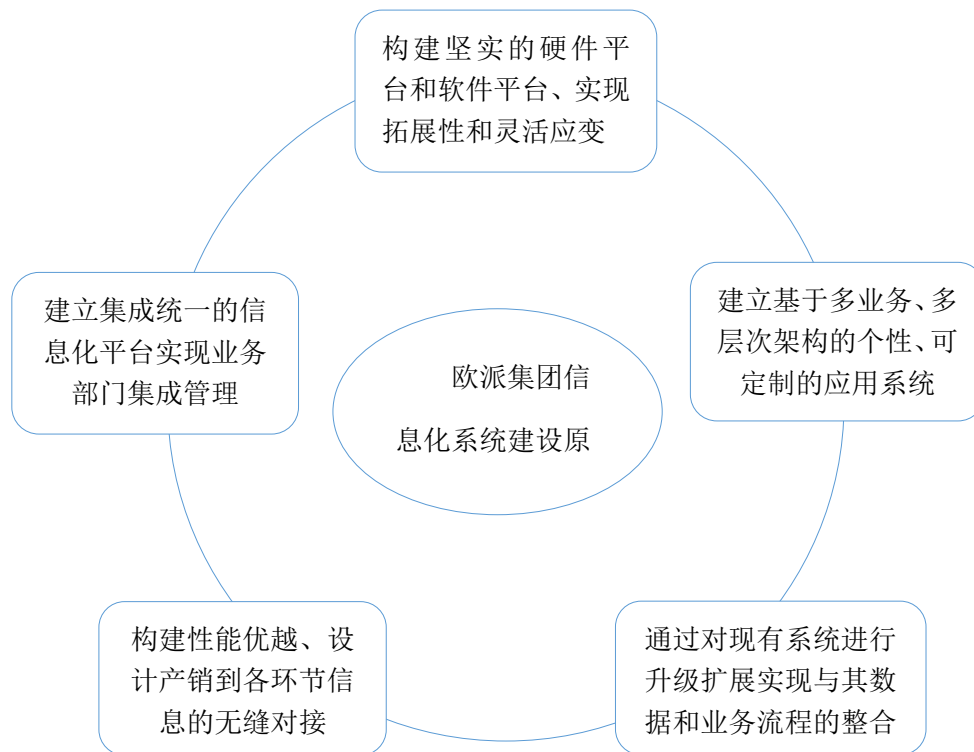 构建坚实的硬件平
台和软件平台、实现
拓展性和灵活应变
建立集成统一的信
息化平台实现业务
部门集成管理
建立基于多业务、多
层次架构的个性、可
定制的应用系统
欧派集团信
息化系统建设原
构建性能优越、设
计产销到各环节信
息的无缝对接
通过对现有系统进行
升级扩展实现与其数
据和业务流程的整合